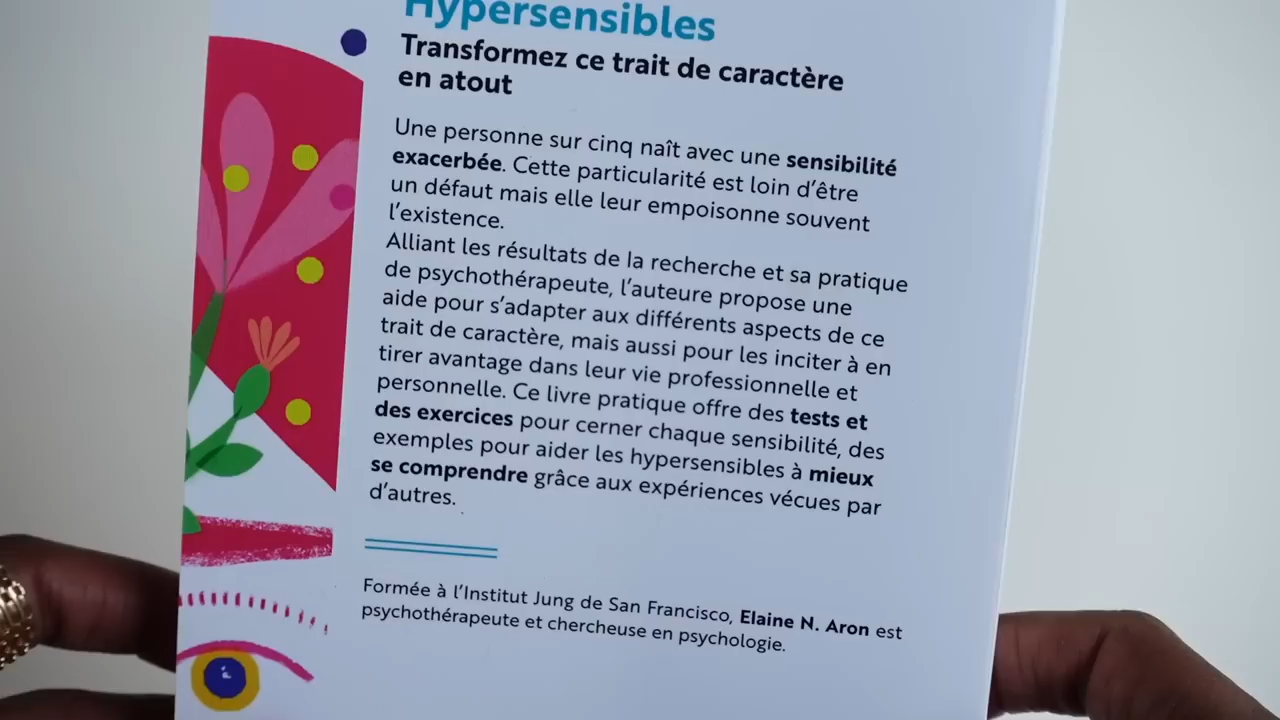 Hypersensibles
Transformez ce trait de caractère
en atout
Une personne sur cinq naît avec une sensibilité
exacerbée. Cette particularité est loin d'être
un défaut mais elle leur empoisonne souvent
l'existence.
Alliant les résultats de la recherche et sa pratique
de psychothérapeute, l'auteure propose une
aide pour s'adapter aux différents aspects de ce
trait de caractère, mais aussi pour les inciter à en
tirer avantage dans leur vie professionnelle et
personnelle. Ce livre pratique offre des tests et
des exercices pour cerner chaque sensibilité, des
exemples pour aider les hypersensibles à mieux
se comprendre grâce aux expériences vécues par
d'autres.
Formée à l'Institut Jung de San Francisco, Elaine N. Aron est
psychothérapeute et chercheuse en psychologie.